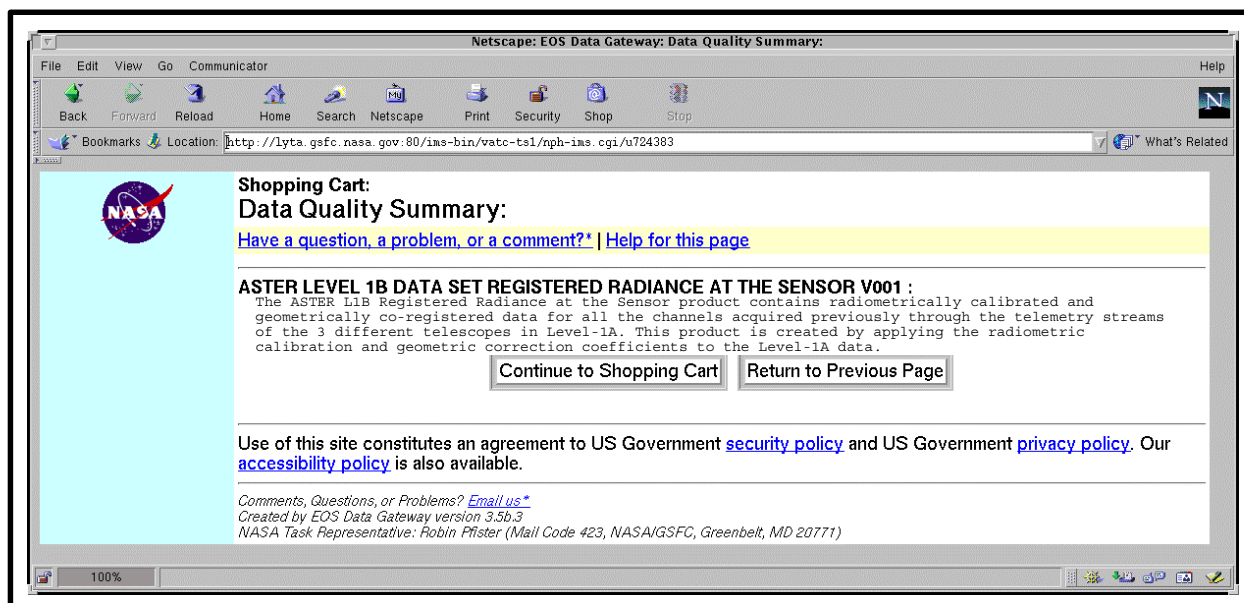 Netscape: EOS Data Gateway: Data Quality Summary:
File Edit View Go Communicator Help
My
N
Back Forward Reload Home Search Netscape Print Security Shop Stop
Bookmarks Location: http://lyta.gsfc.nasa.gov:80/ims-bin/vatc-ts1/nph-ims.cgi/u724383 What's Related
NASA
Shopping Cart:
Data Quality Summary:
Have a question, a problem, or a comment?* | Help for this page
ASTER LEVEL 1B DATA SET REGISTERED RADIANCE AT THE SENSOR V001 :
The ASTER L1B Registered Radiance at the Sensor product contains radiometrically calibrated and
geometrically co-registered data for all the channels acquired previously through the telemetry streams
of the 3 different telescopes in Level-1A. This product is created by applying the radiometric
calibration and geometric correction coefficients to the Level-1A data.
Continue to Shopping Cart Return to Previous Page
Use of this site constitutes an agreement to US Government security policy and US Government privacy policy. Our
accessibility policy is also available.
Comments, Questions, or Problems? Email us*
Created by EOS Data Gateway version 3.5b.3
NASA Task Representative: Robin Pfister (Mail Code 423, NASA/GSFC, Greenbelt, MD 20771)
100%